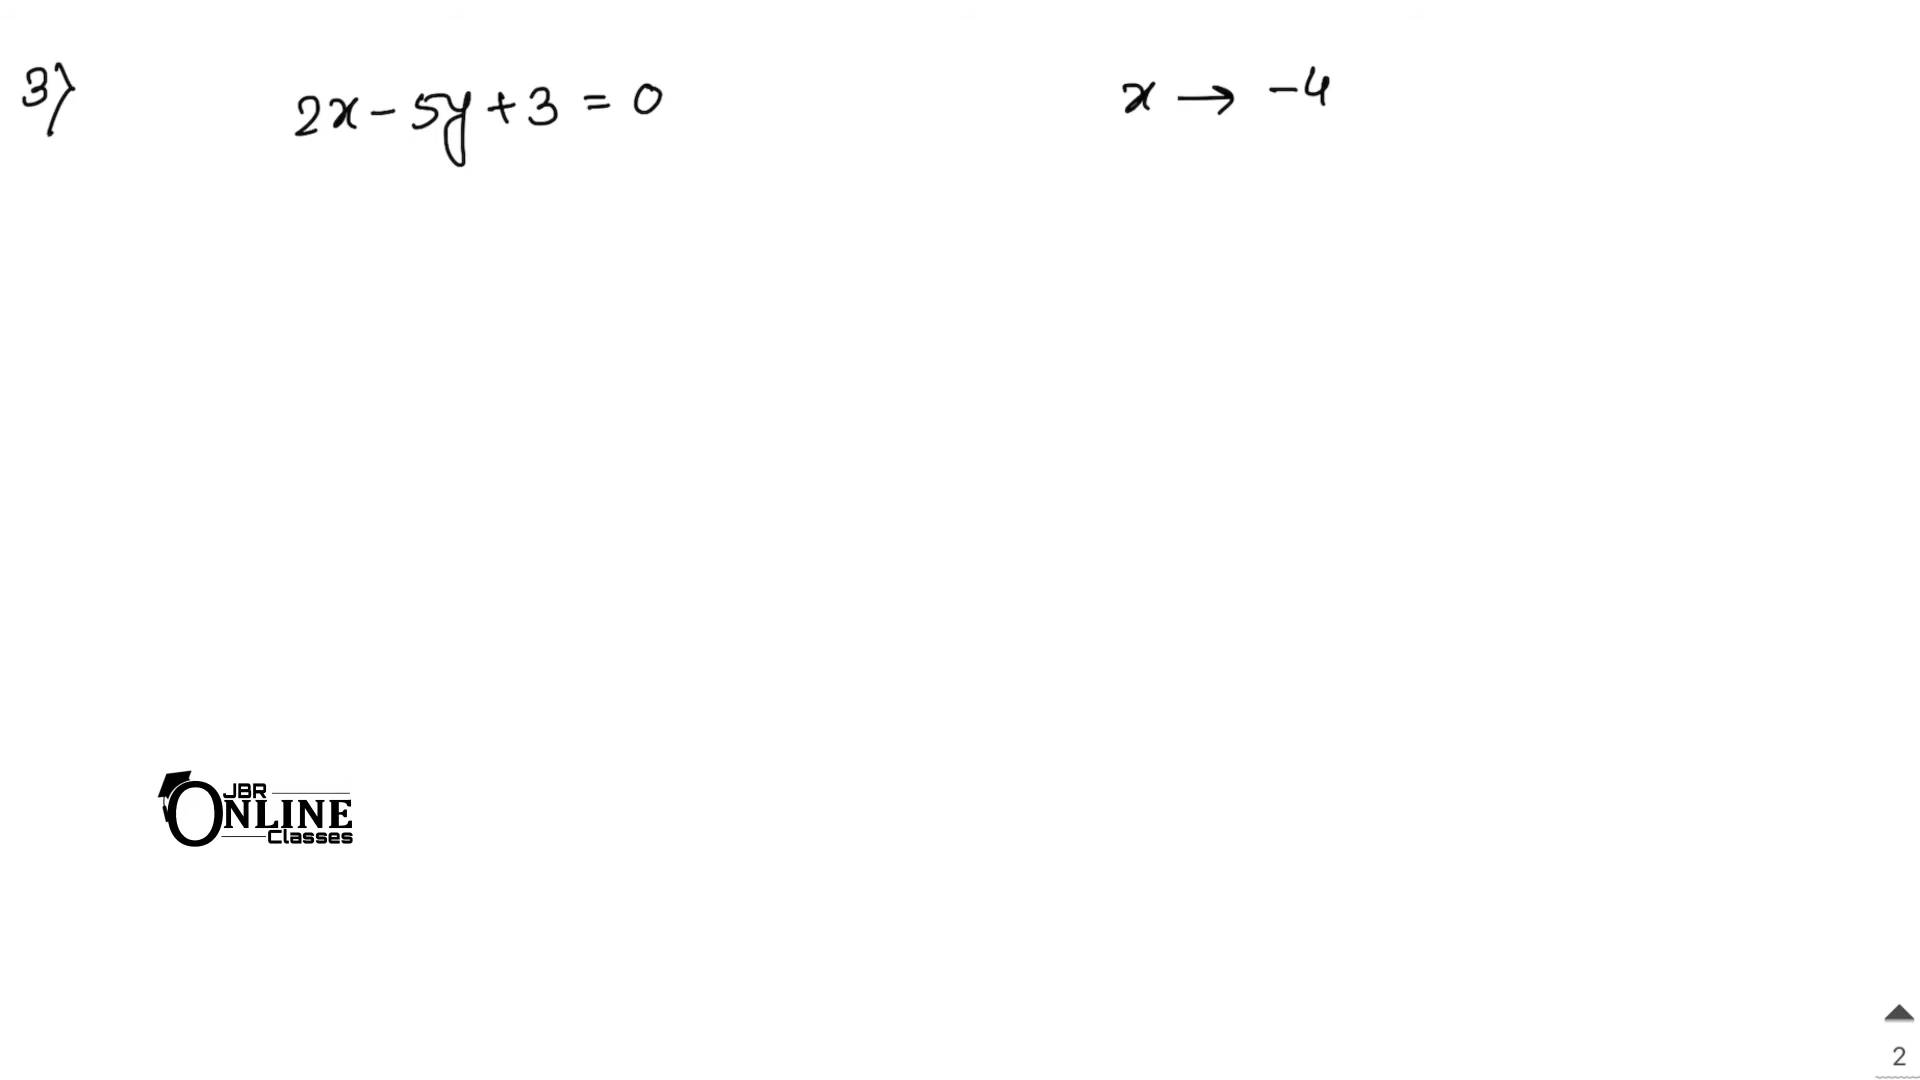 3) 2x - 5y + 3 = 0 x → -4
JBR
ONLINE
Classes
2